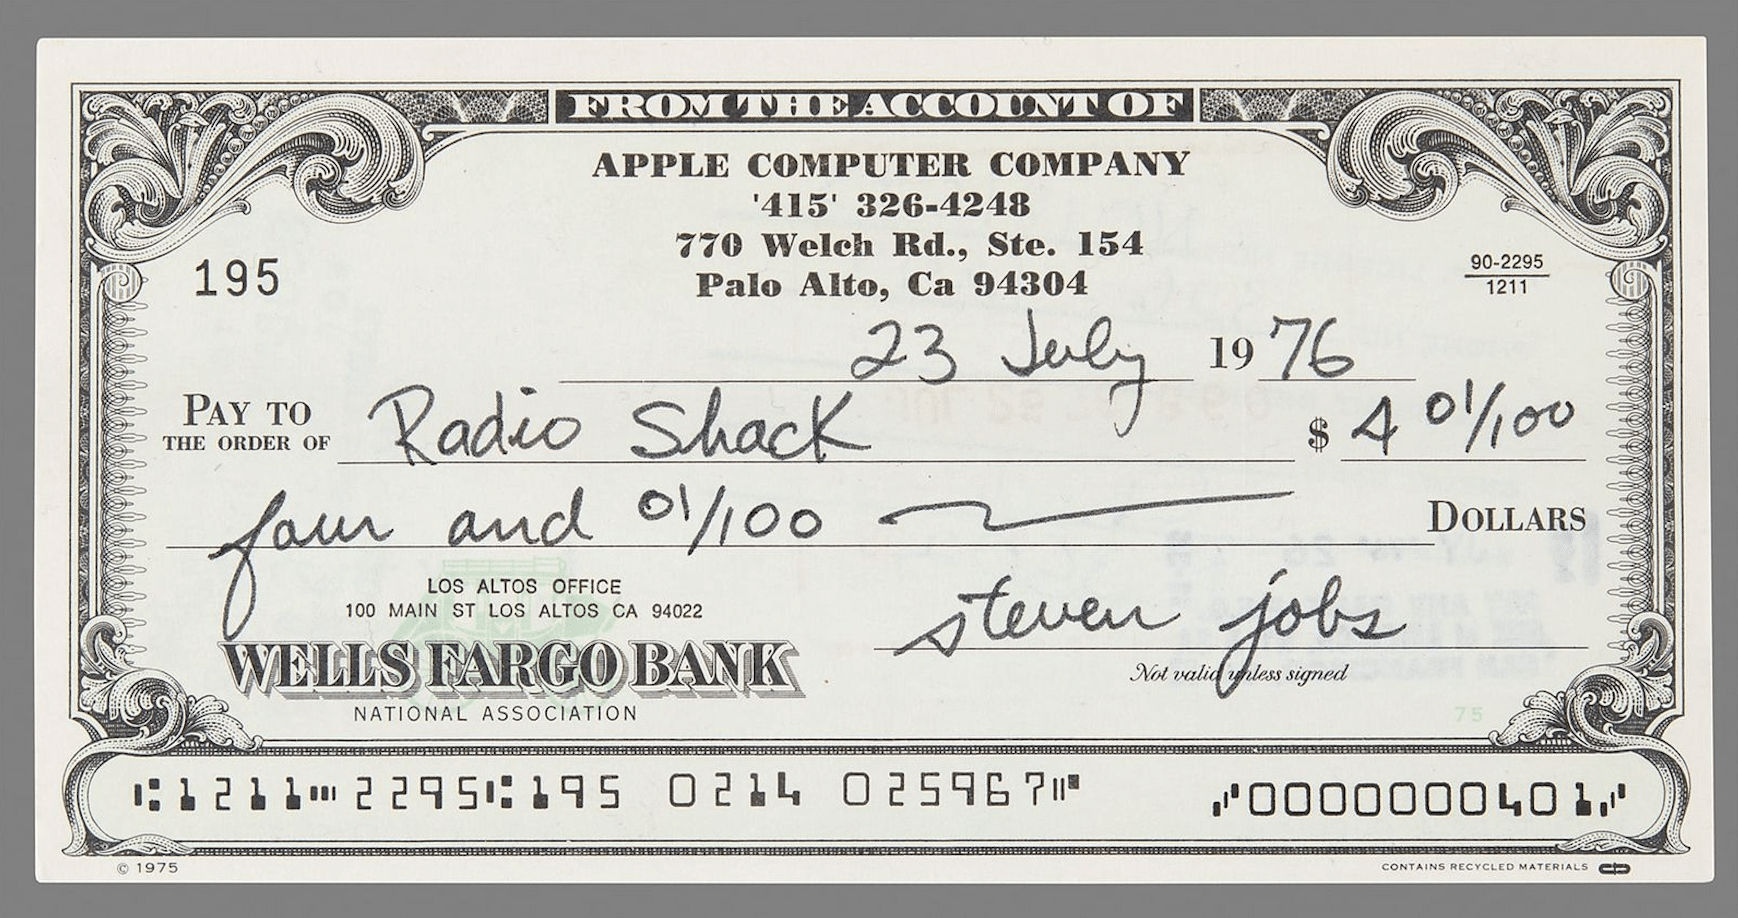 FROM THE ACCOUNT OF
APPLE COMPUTER COMPANY
'415' 326-4248
770 Welch Rd., Ste. 154
Palo Alto, Ca 94304
195
90-2295
1211
23 July 1976
PAY TO THE ORDER OF Radio Shack $ 4 01/100
four and 01/100 DOLLARS
LOS ALTOS OFFICE
100 MAIN ST LOS ALTOS CA 94022
WELLS FARGO BANK
NATIONAL ASSOCIATION
steven jobs
Not valid unless signed
75
⑆1211⑉2295⑆195 0214 025967⑈ ⑇0000000401⑇
© 1975
CONTAINS RECYCLED MATERIALS